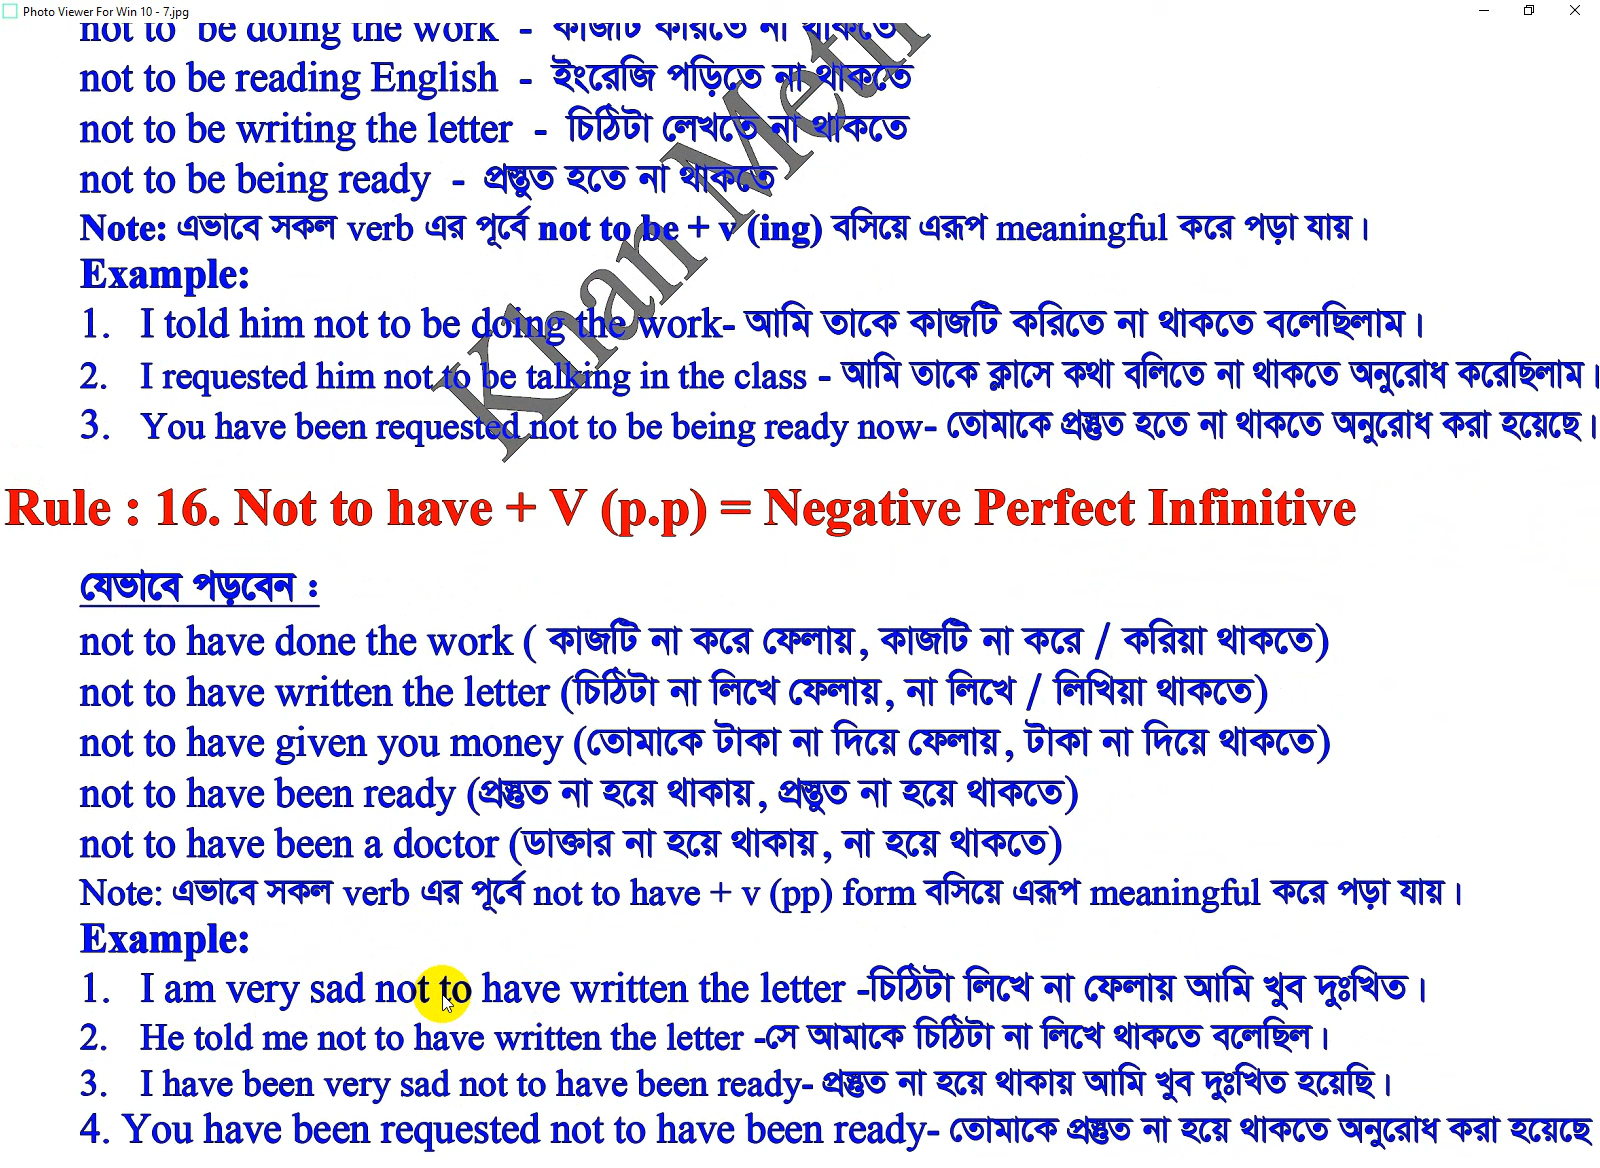 Photo Viewer For Win 10 - 7.jpg
not to be doing the work - কাজটি করিতে না থাকতে
not to be reading English - ইংরেজি পড়িতে না থাকতে
not to be writing the letter - চিঠিটা লেখতে না থাকতে
not to be being ready - প্রস্তুত হতে না থাকতে
Note: এভাবে সকল verb এর পূর্বে not to be + v (ing) বসিয়ে এরূপ meaningful করে পড়া যায়।
Example:
1. I told him not to be doing the work- আমি তাকে কাজটি করিতে না থাকতে বলেছিলাম।
2. I requested him not to be talking in the class - আমি তাকে ক্লাসে কথা বলিতে না থাকতে অনুরোধ করেছিলাম।
3. You have been requested not to be being ready now- তোমাকে প্রস্তুত হতে না থাকতে অনুরোধ করা হয়েছে।
Khan Meth
Rule : 16. Not to have + V (p.p) = Negative Perfect Infinitive
যেভাবে পড়বেন :
not to have done the work ( কাজটি না করে ফেলায়, কাজটি না করে / করিয়া থাকতে)
not to have written the letter (চিঠিটা না লিখে ফেলায়, না লিখে / লিখিয়া থাকতে)
not to have given you money (তোমাকে টাকা না দিয়ে ফেলায়, টাকা না দিয়ে থাকতে)
not to have been ready (প্রস্তুত না হয়ে থাকায়, প্রস্তুত না হয়ে থাকতে)
not to have been a doctor (ডাক্তার না হয়ে থাকায়, না হয়ে থাকতে)
Note: এভাবে সকল verb এর পূর্বে not to have + v (pp) form বসিয়ে এরূপ meaningful করে পড়া যায়।
Example:
1. I am very sad not to have written the letter -চিঠিটা লিখে না ফেলায় আমি খুব দুঃখিত।
2. He told me not to have written the letter -সে আমাকে চিঠিটা না লিখে থাকতে বলেছিল।
3. I have been very sad not to have been ready- প্রস্তুত না হয়ে থাকায় আমি খুব দুঃখিত হয়েছি।
4. You have been requested not to have been ready- তোমাকে প্রস্তুত না হয়ে থাকতে অনুরোধ করা হয়েছে